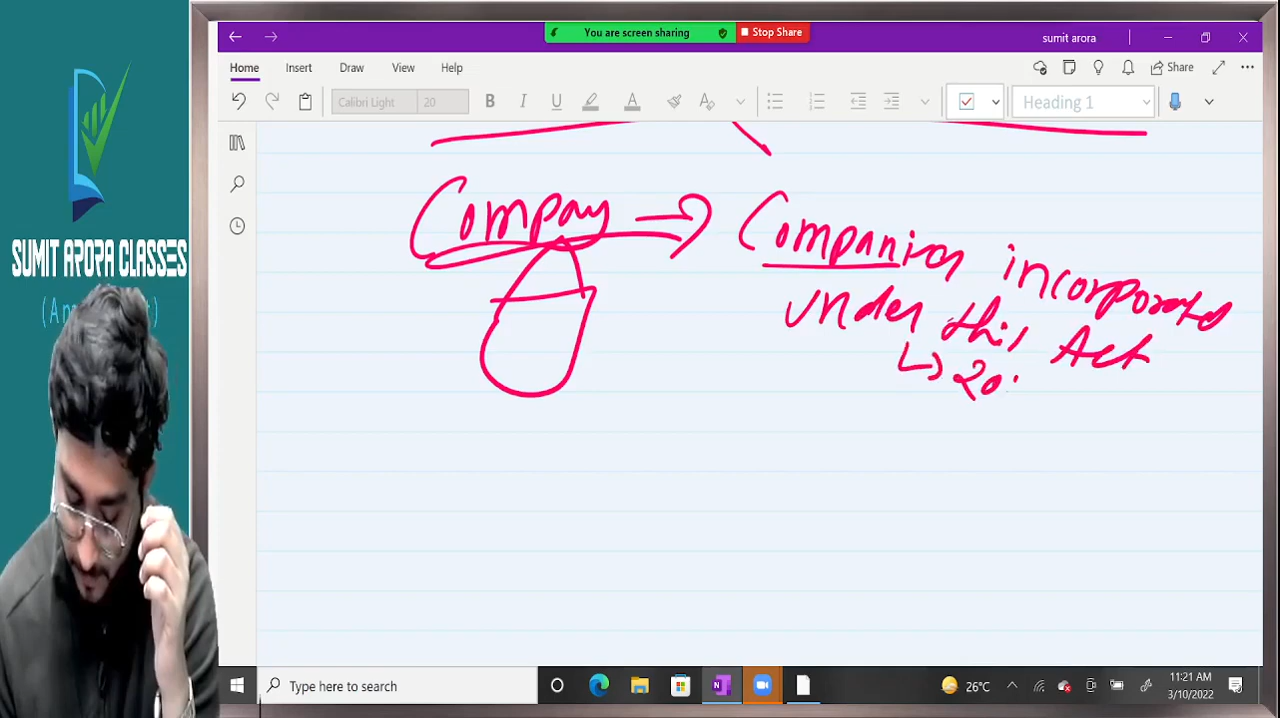 You are screen sharing
Stop Share
sumit arora
Home Insert Draw View Help
Share
Calibri Light 20
B I U A
Heading 1
SUMIT ARORA CLASSES
Compay → Companies incorporated
under this Act
↳ 20
Type here to search
26°C
11:21 AM
3/10/2022